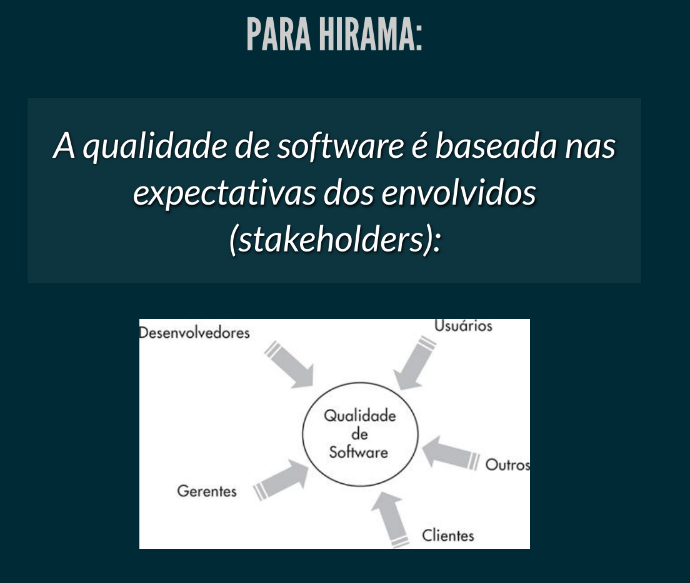 PARA HIRAMA:
A qualidade de software é baseada nas
expectativas dos envolvidos
(stakeholders):
Desenvolvedores
Usuários
Qualidade
de
Software
Outros
Gerentes
Clientes